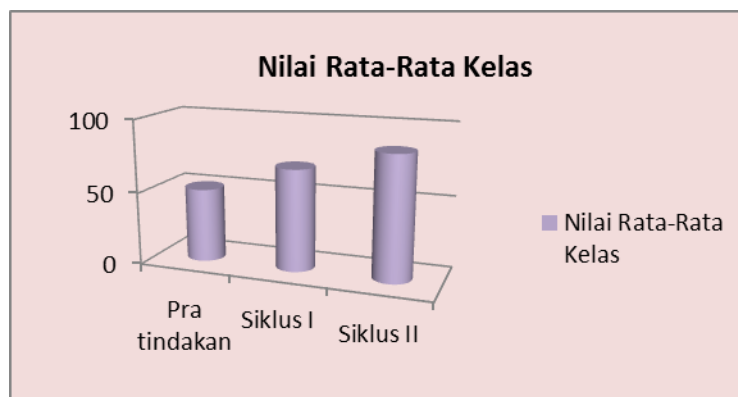 Nilai Rata-Rata Kelas
100
50
0
Pra
tindakan
Siklus I
Siklus II
Nilai Rata-Rata
Kelas